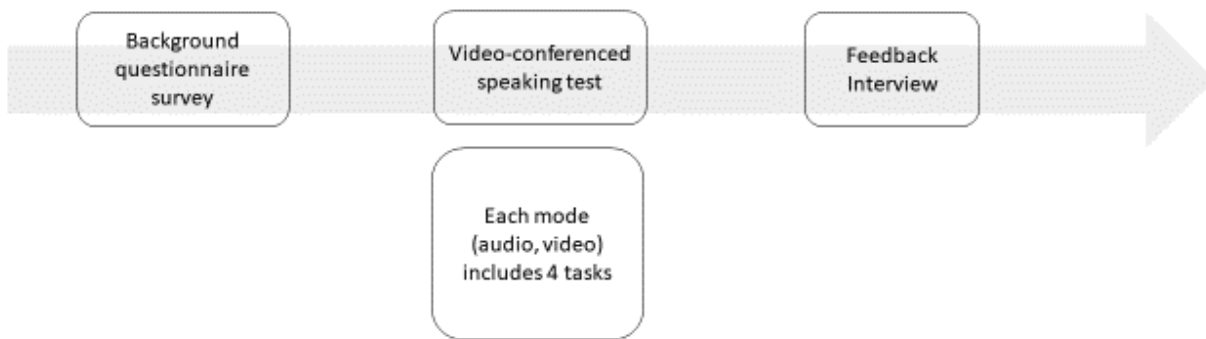 Background
questionnaire
survey
Video-conferenced
speaking test
Feedback
Interview
Each mode
(audio, video)
includes 4 tasks